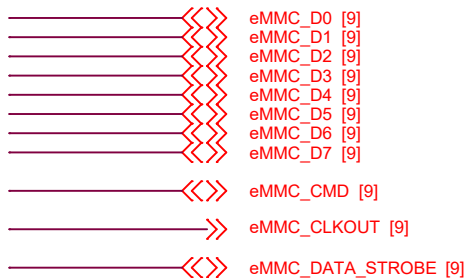 eMMC_D0 [9]
eMMC_D1 [9]
eMMC_D2 [9]
eMMC_D3 [9]
eMMC_D4 [9]
eMMC_D5 [9]
eMMC_D6 [9]
eMMC_D7 [9]
eMMC_CMD [9]
eMMC_CLKOUT [9]
eMMC_DATA_STROBE [9]